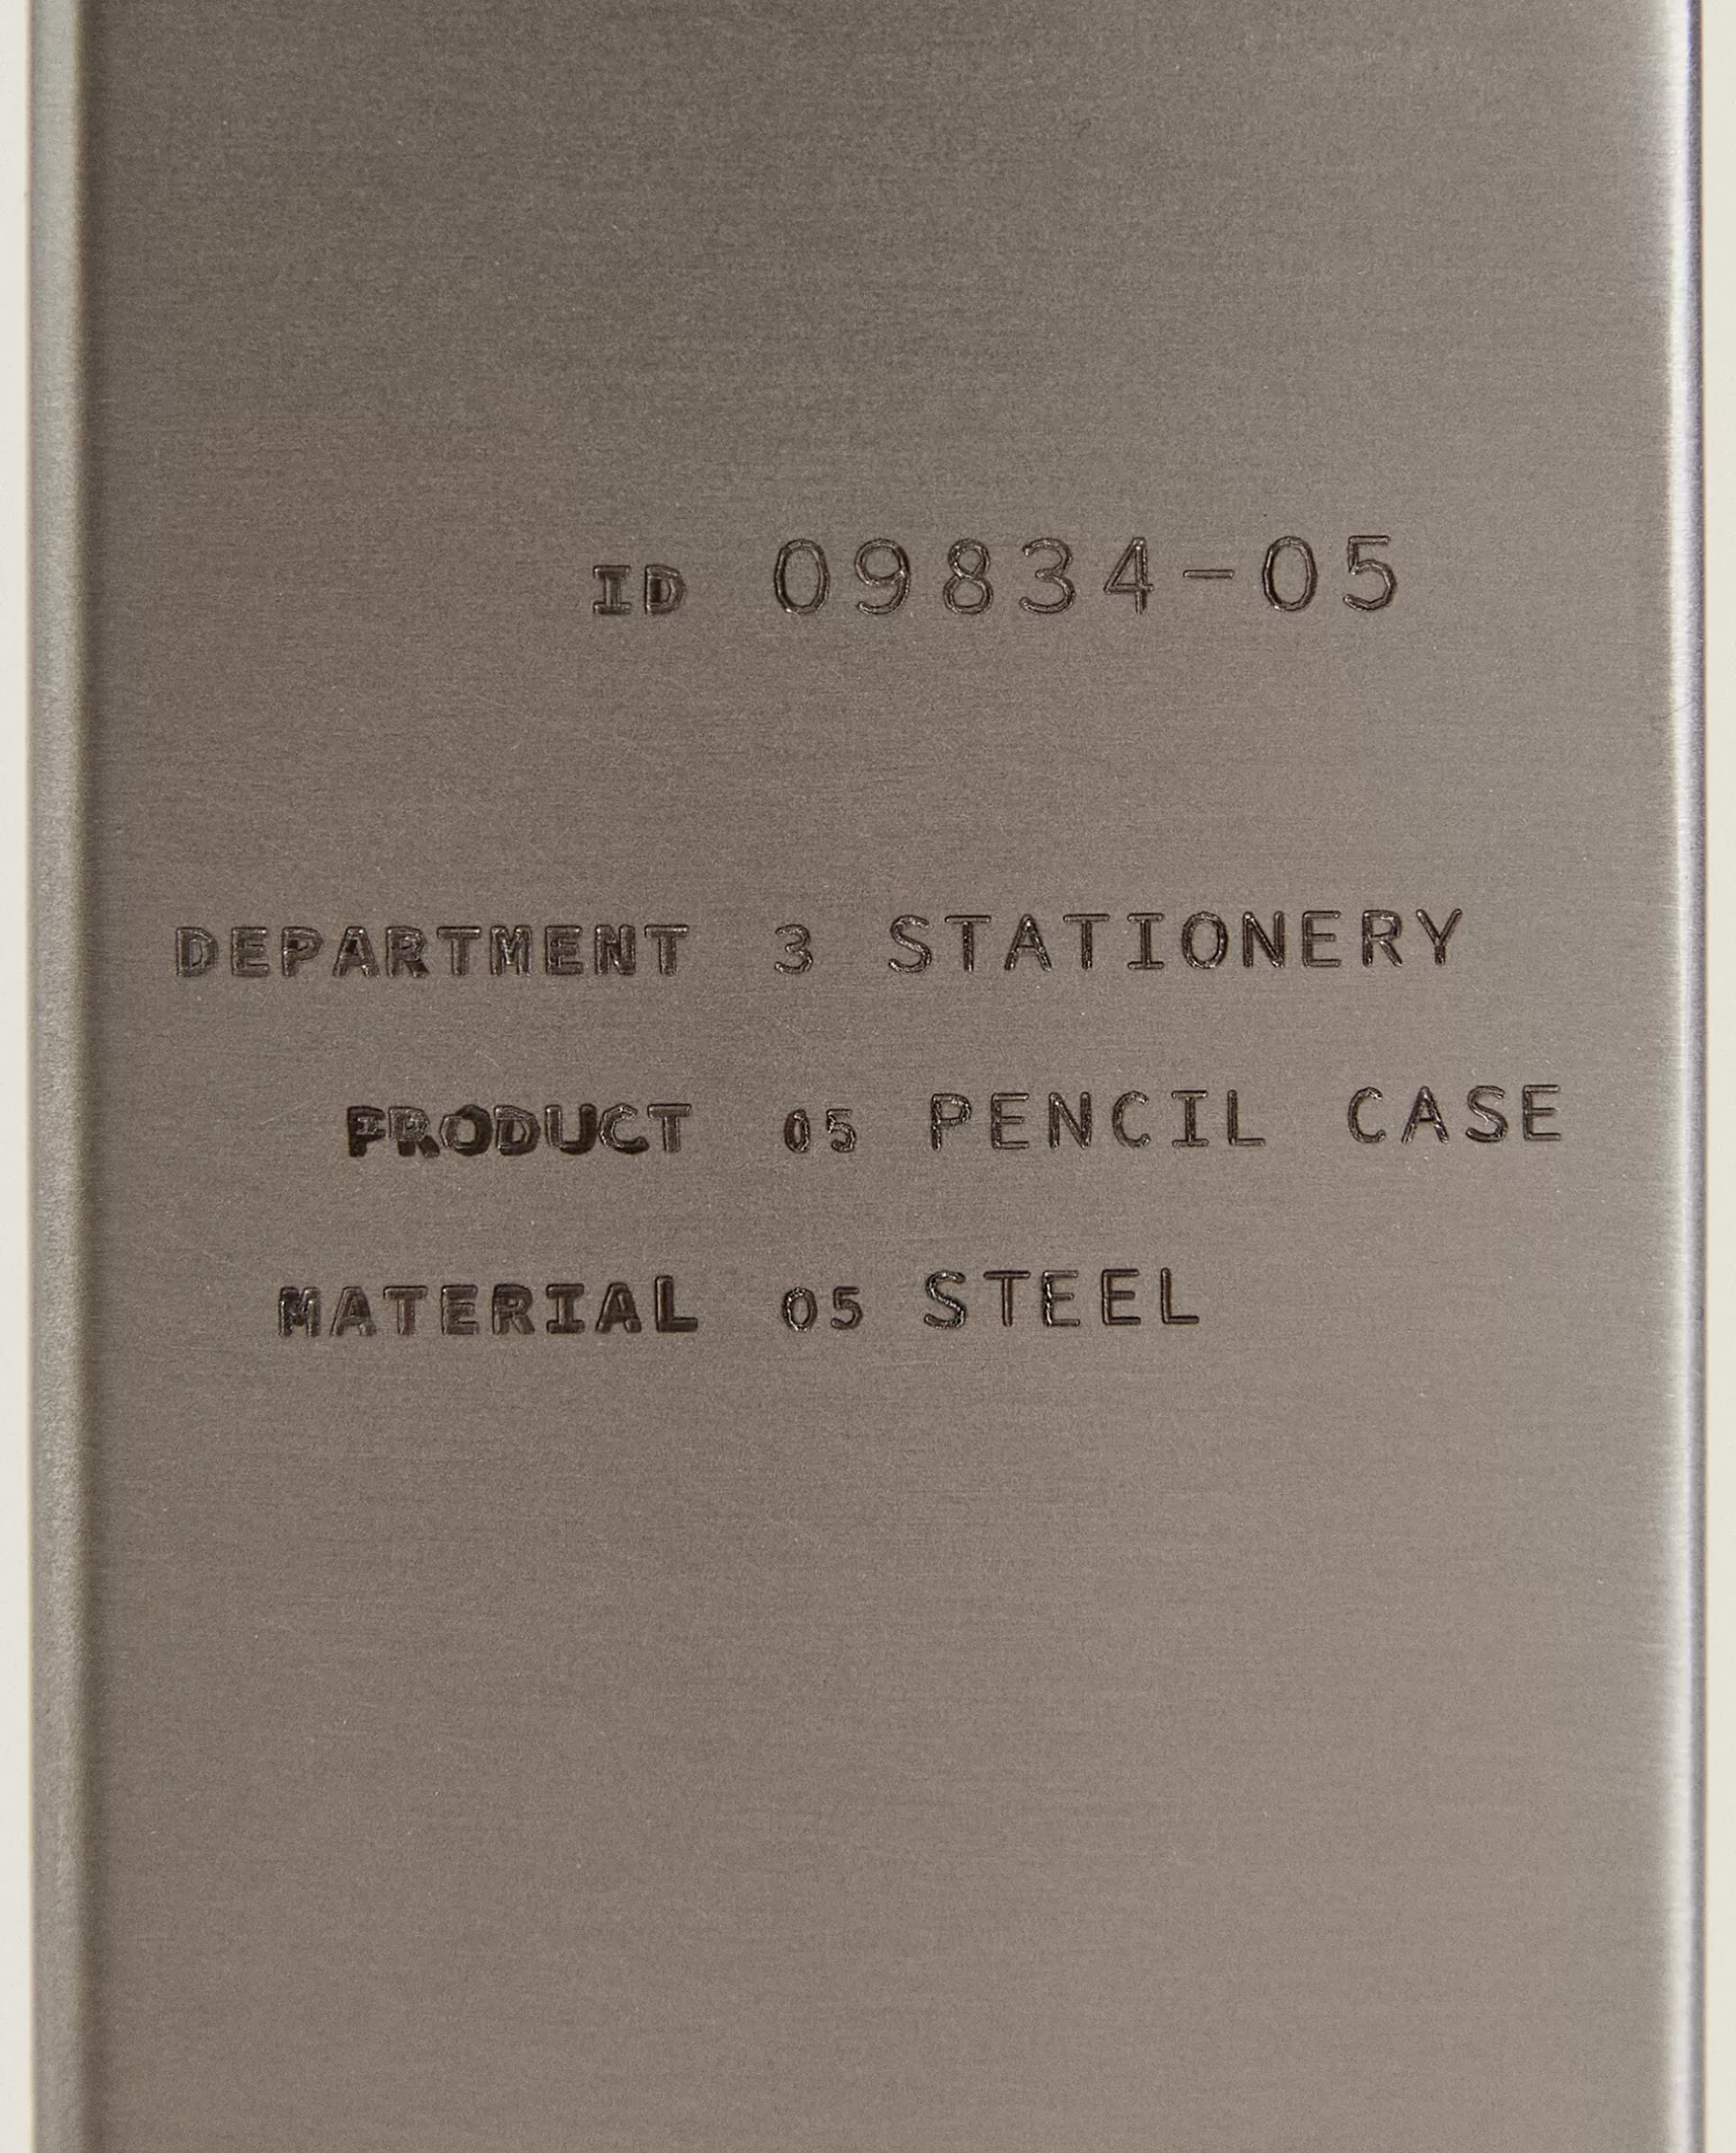 ID 09834-05
DEPARTMENT 3 STATIONERY
PRODUCT 05 PENCIL CASE
MATERIAL 05 STEEL